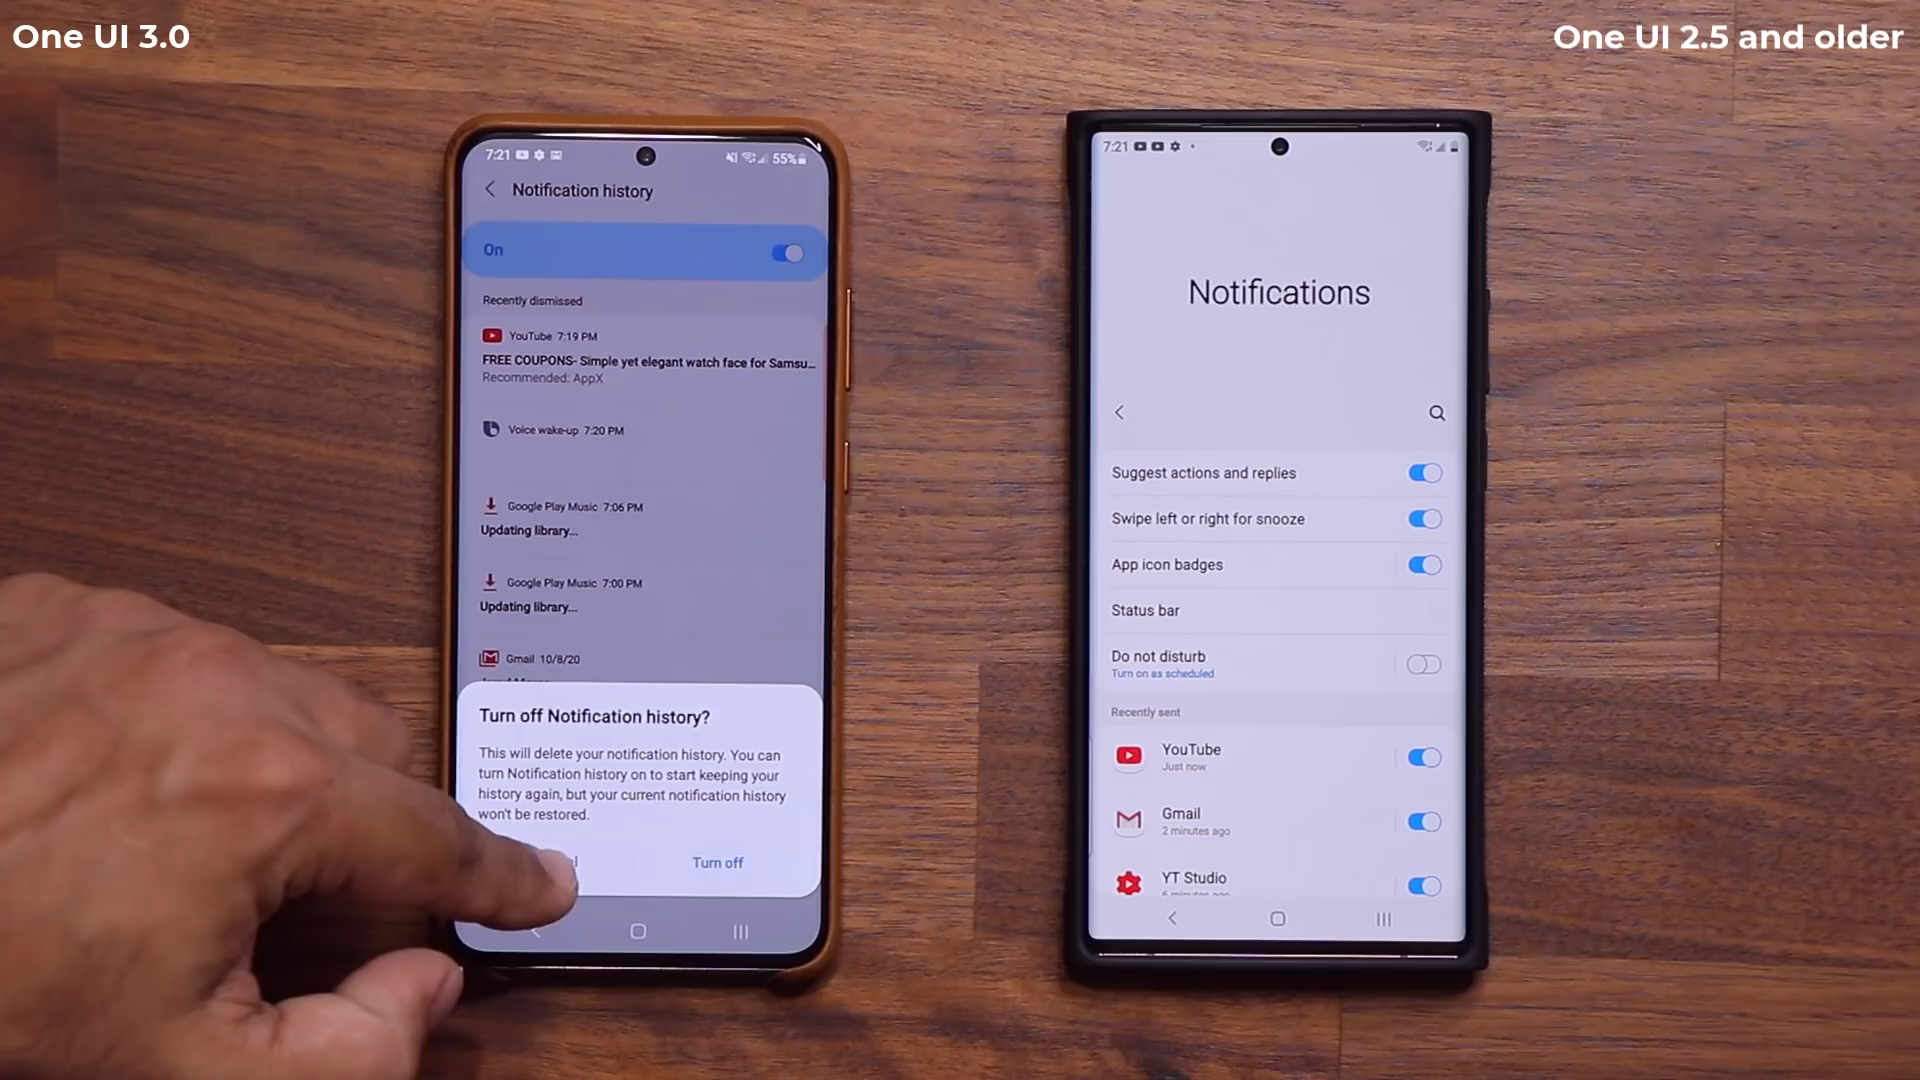 One UI 3.0
One UI 2.5 and older
7:21
55%
Notification history
On
Recently dismissed
YouTube 7:19 PM
FREE COUPONS- Simple yet elegant watch face for Samsu...
Recommended: AppX
Voice wake-up 7:20 PM
Google Play Music 7:06 PM
Updating library...
Google Play Music 7:00 PM
Updating library...
Gmail 10/8/20
Turn off Notification history?
This will delete your notification history. You can
turn Notification history on to start keeping your
history again, but your current notification history
won't be restored.
Turn off
7:21
Notifications
Suggest actions and replies
Swipe left or right for snooze
App icon badges
Status bar
Do not disturb
Turn on as scheduled
Recently sent
YouTube
Just now
Gmail
2 minutes ago
YT Studio
6 minutes ago